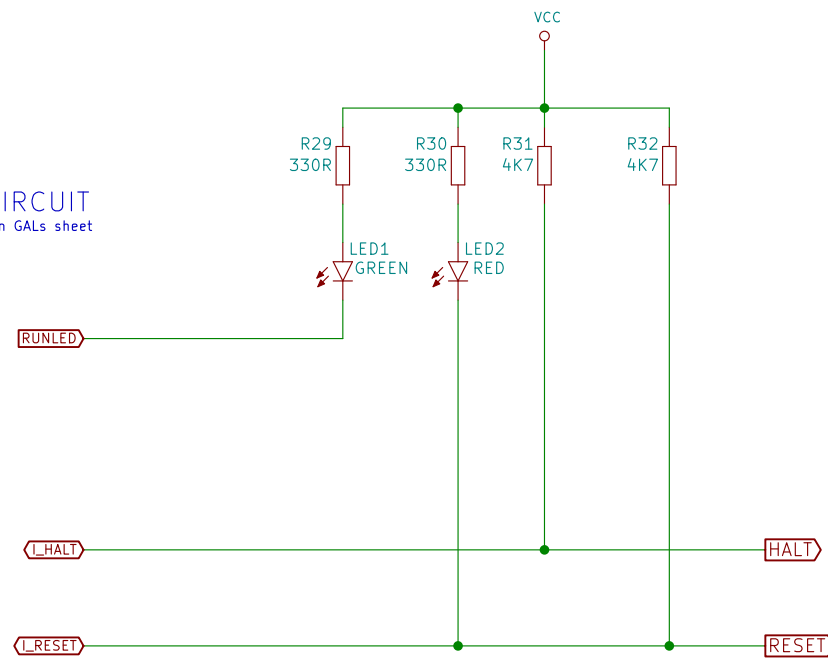 VCC
R29
330R
R30
330R
R31
4K7
R32
4K7
IRCUIT
n GALs sheet
LED1
GREEN
LED2
RED
RUNLED
I_HALT
HALT
I_RESET
RESET